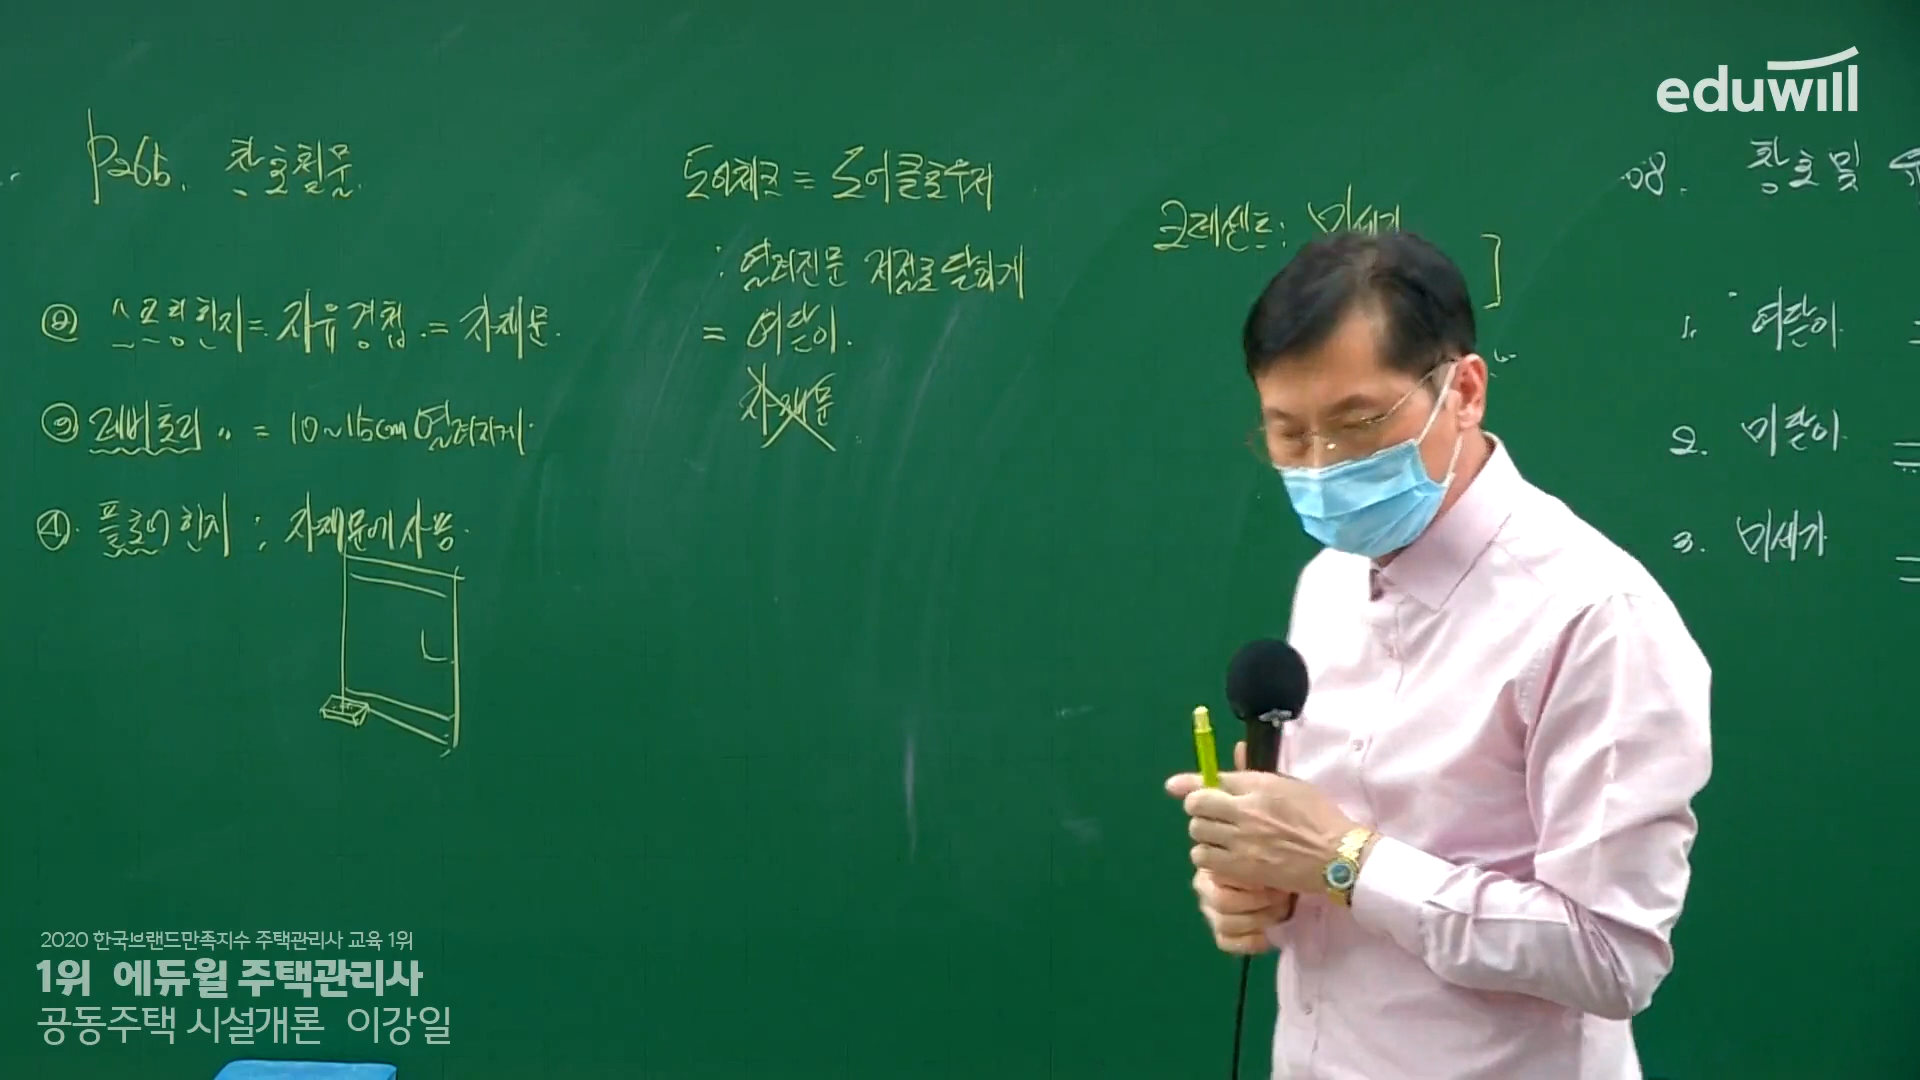 eduwill
P265. 창호철물
② 스프링힌지 = 자유경첩. = 자재문.
③ 레버토리 〃 = 10~15cm 열려지게.
④. 플로어힌지 ; 자재문에 사용.
도어체크 = 도어클로우저
: 열려진문 저절로 닫히게
= 여닫이.
자재문
크레센트: 미세기
08. 창호 및
1. 여닫이 =
2. 미닫이 =
3. 미세기 =
2020 한국브랜드만족지수 주택관리사 교육 1위
1위 에듀윌 주택관리사
공동주택 시설개론 이강일